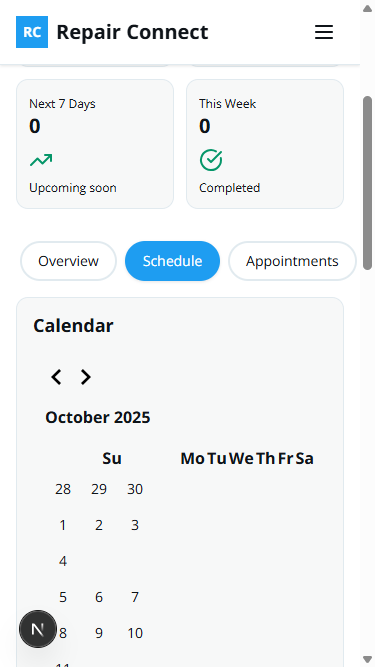 RC Repair Connect
Next 7 Days
0
Upcoming soon
This Week
0
Completed
Overview Schedule Appointments
Calendar
October 2025
Su Mo Tu We Th Fr Sa
28 29 30
1 2 3
4
5 6 7
N
8 9 10
11